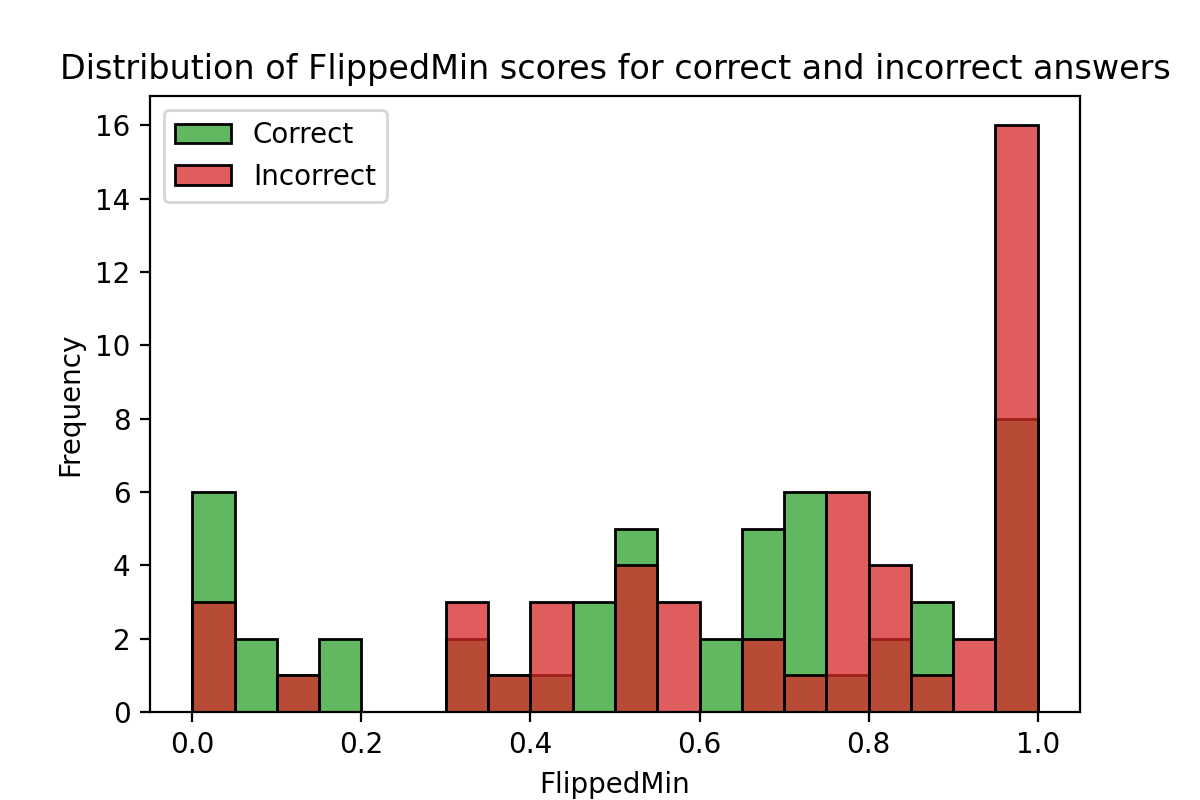 Distribution of FlippedMin scores for correct and incorrect answers
Correct
Incorrect
16
14
12
10
8
6
4
2
0
Frequency
0.0 0.2 0.4 0.6 0.8 1.0
FlippedMin